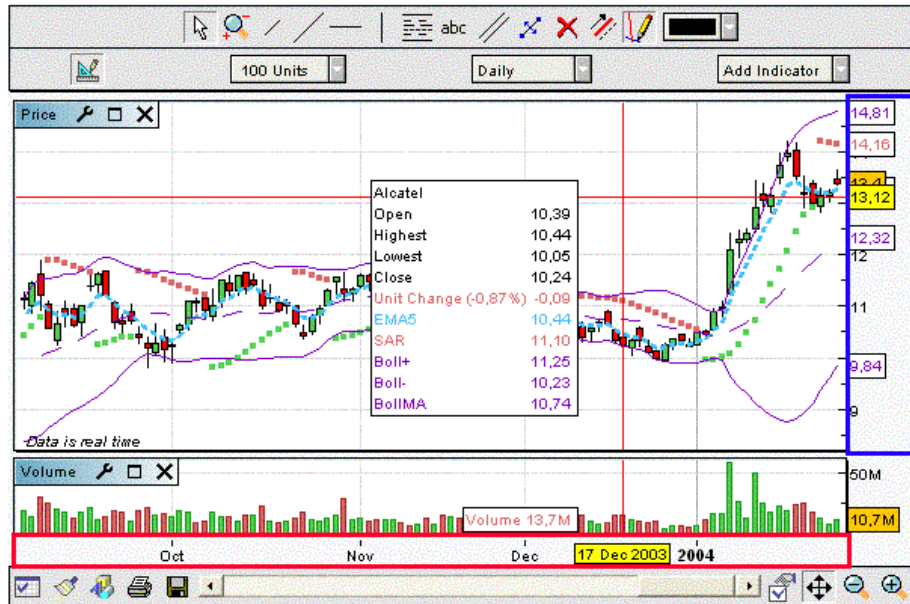 abc
100 Units
Daily
Add Indicator
Price
14,81
14,16
13,12
12,32
12
11
9,84
9
Alcatel
Open 10,39
Highest 10,44
Lowest 10,05
Close 10,24
Unit Change (-0,87%) -0,09
EMA5 10,44
SAR 11,10
Boll+ 11,25
Boll- 10,23
BollMA 10,74
Data is real time
Volume
50M
Volume 13,7M
10,7M
Oct
Nov
Dec
17 Dec 2003
2004